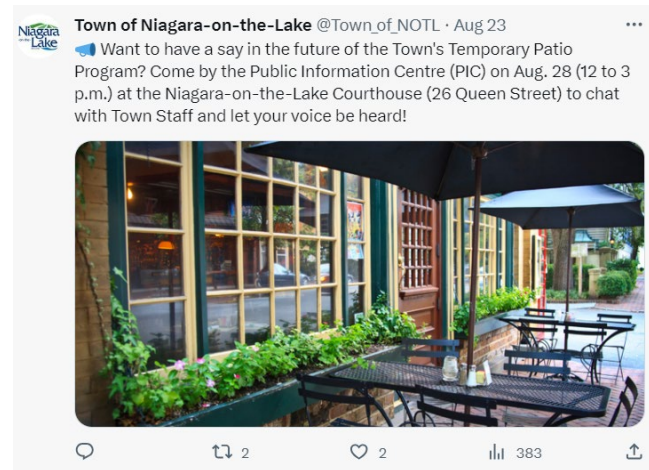 Niagara
on the
Lake
Town of Niagara-on-the-Lake @Town_of_NOTL · Aug 23
📣 Want to have a say in the future of the Town's Temporary Patio
Program? Come by the Public Information Centre (PIC) on Aug. 28 (12 to 3
p.m.) at the Niagara-on-the-Lake Courthouse (26 Queen Street) to chat
with Town Staff and let your voice be heard!
2
2
383